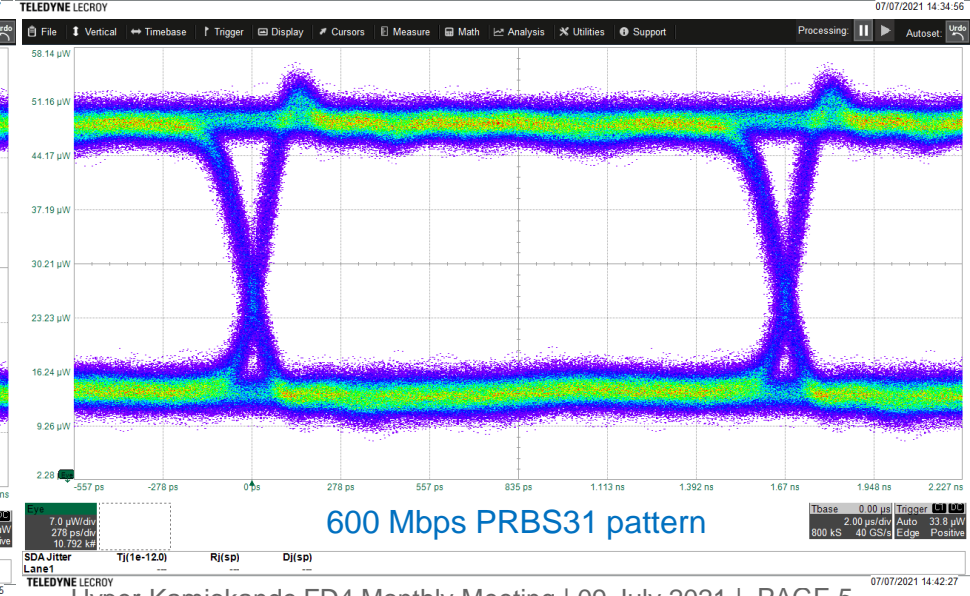 TELEDYNE LECROY
07/07/2021 14:34:56
File Vertical Timebase Trigger Display Cursors Measure Math Analysis Utilities Support Processing: Autoset: Undo
58.14 µW
51.16 µW
44.17 µW
37.19 µW
30.21 µW
23.23 µW
16.24 µW
9.26 µW
2.28
-557 ps -278 ps 0 ps 278 ps 557 ps 835 ps 1.113 ns 1.392 ns 1.67 ns 1.948 ns 2.227 ns
Eye
7.0 µW/div
278 ps/div
10.792 k#
600 Mbps PRBS31 pattern
Tbase 0.00 µs
2.00 µs/div
800 kS 40 GS/s
Trigger C1 DC
Auto 33.8 µW
Edge Positive
SDA Jitter Tj(1e-12.0) Rj(sp) Dj(sp)
Lane1 --- --- ---
TELEDYNE LECROY
07/07/2021 14:42:27
PAGE 5